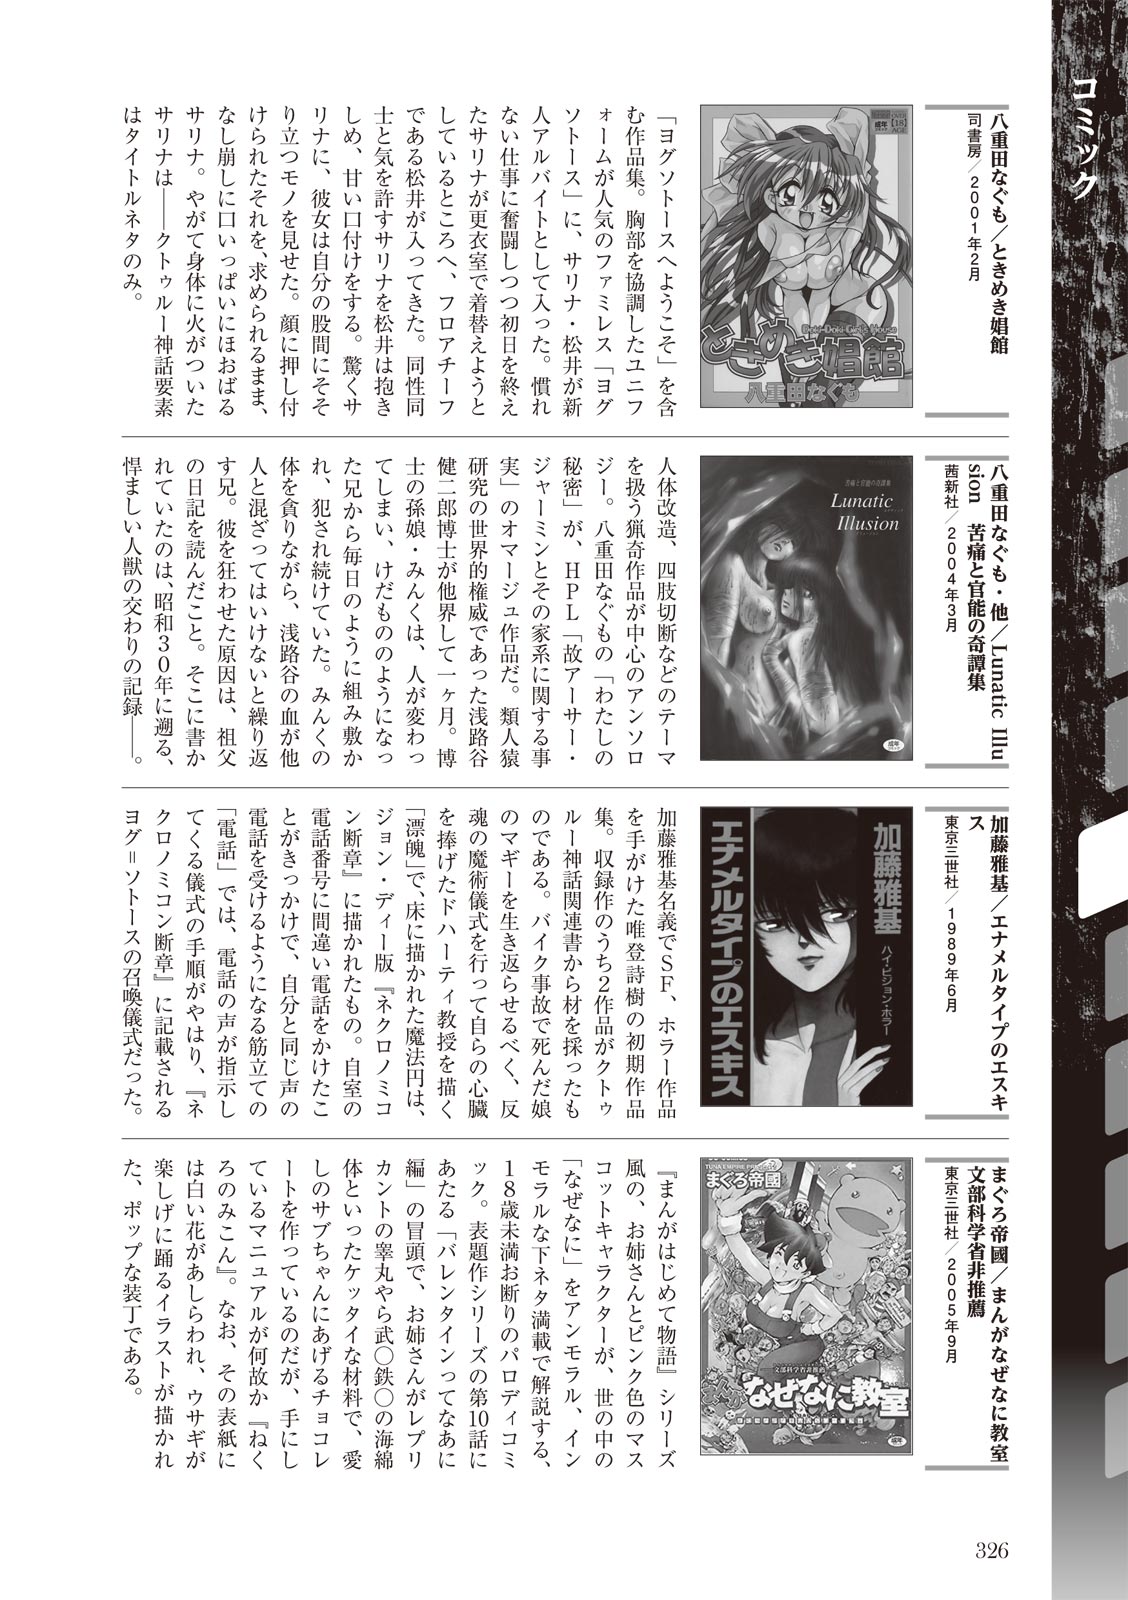 コミック
八重田なぐも／ときめき娼館
司書房／2001年2月
成年
【18】
Doki-Doki Girl's House
ときめき娼館
八重田なぐも
「ヨグソトースへようこそ」を含
む作品集。胸部を協調したユニフ
ォームが人気のファミレス「ヨグ
ソトース」に、サリナ・松井が新
人アルバイトとして入った。慣れ
ない仕事に奮闘しつつ初日を終え
たサリナが更衣室で着替えようと
しているところへ、フロアチーフ
である松井が入ってきた。同性同
士と気を許すサリナを松井は抱き
しめ、甘い口付けをする。驚くサ
リナに、彼女は自分の股間にそそ
り立つモノを見せた。顔に押し付
けられたそれを、求められるまま、
なし崩しに口いっぱいにほおばる
サリナ。やがて身体に火がついた
サリナは――クトゥルー神話要素
はタイトルネタのみ。
八重田なぐも・他／Lunatic Illu
sion　苦痛と官能の奇譚集
茜新社／2004年3月
苦痛と官能の奇譚集
Lunatic
Illusion
成年
人体改造、四肢切断などのテーマ
を扱う猟奇作品が中心のアンソロ
ジー。八重田なぐもの「わたしの
秘密」が、HPL「故アーサー・
ジャーミンとその家系に関する事
実」のオマージュ作品だ。類人猿
研究の世界的権威であった浅路谷
健二郎博士が他界して一ヶ月。博
士の孫娘・みんくは、人が変わっ
てしまい、けだもののようになっ
た兄から毎日のように組み敷か
れ、犯され続けていた。みんくの
体を貪りながら、浅路谷の血が他
人と混ざってはいけないと繰り返
す兄。彼を狂わせた原因は、祖父
の日記を読んだこと。そこに書か
れていたのは、昭和30年に遡る、
悍ましい人獣の交わりの記録――。
加藤雅基／エナメルタイプのエスキ
ス
東京三世社／1989年6月
加藤雅基
ハイ・ビジョン・ホラー
エナメルタイプのエスキス
加藤雅基名義でSF、ホラー作品
を手がけた唯登詩樹の初期作品
集。収録作のうち2作品がクトゥ
ルー神話関連書から材を採ったも
のである。バイク事故で死んだ娘
のマギーを生き返らせるべく、反
魂の魔術儀式を行って自らの心臓
を捧げたドハーティ教授を描く
「漂魄」で、床に描かれた魔法円は、
ジョン・ディー版『ネクロノミコ
ン断章』に描かれたもの。自室の
電話番号に間違い電話をかけたこ
とがきっかけで、自分と同じ声の
電話を受けるようになる筋立ての
「電話」では、電話の声が指示し
てくる儀式の手順がやはり、『ネ
クロノミコン断章』に記載される
ヨグ＝ソトースの召喚儀式だった。
まぐろ帝國／まんがなぜなに教室
文部科学省非推薦
東京三世社／2005年9月
TUNA EMPIRE PRESENTS
まぐろ帝國
文部科学省非推薦
まんがなぜなに教室
成年
『まんがはじめて物語』シリーズ
風の、お姉さんとピンク色のマス
コットキャラクターが、世の中の
「なぜなに」をアンモラル、イン
モラルな下ネタ満載で解説する、
18歳未満お断りのパロディコミ
ック。表題作シリーズの第10話に
あたる「バレンタインってなあに
編」の冒頭で、お姉さんがレプリ
カントの睾丸やら武〇鉄〇の海綿
体といったケッタイな材料で、愛
しのサブちゃんにあげるチョコレ
ートを作っているのだが、手にし
ているマニュアルが何故か『ねく
ろのみこん』。なお、その表紙に
は白い花があしらわれ、ウサギが
楽しげに踊るイラストが描かれ
た、ポップな装丁である。
326